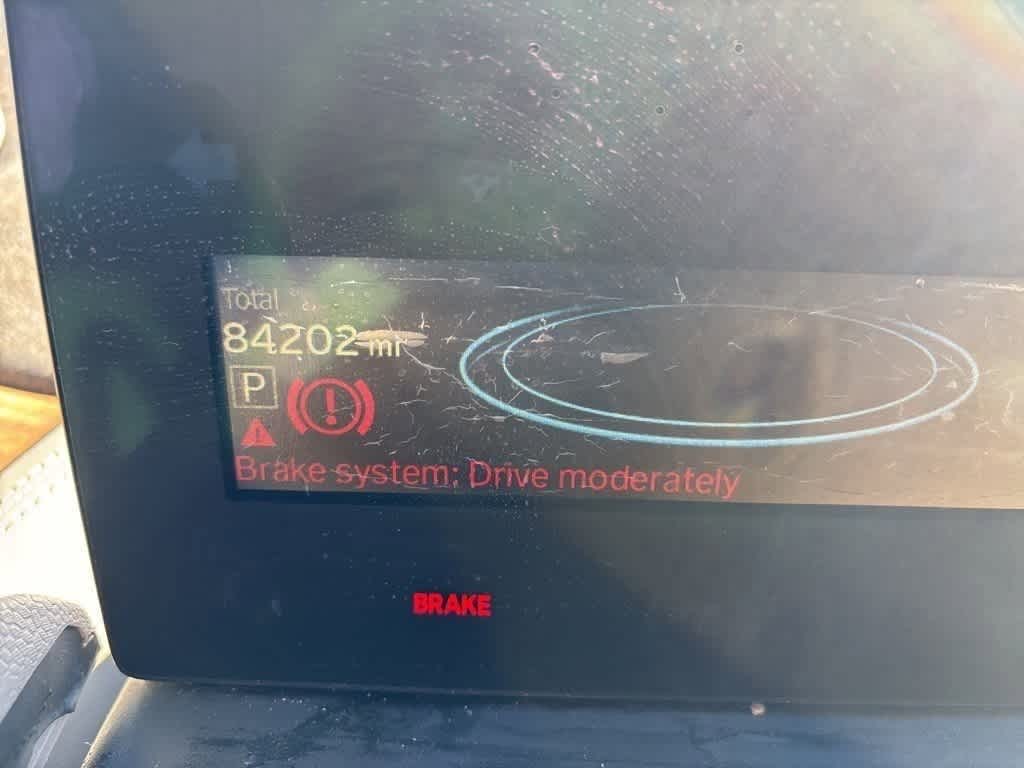 Total
84202 mi
P
!
!
Brake system: Drive moderately
BRAKE